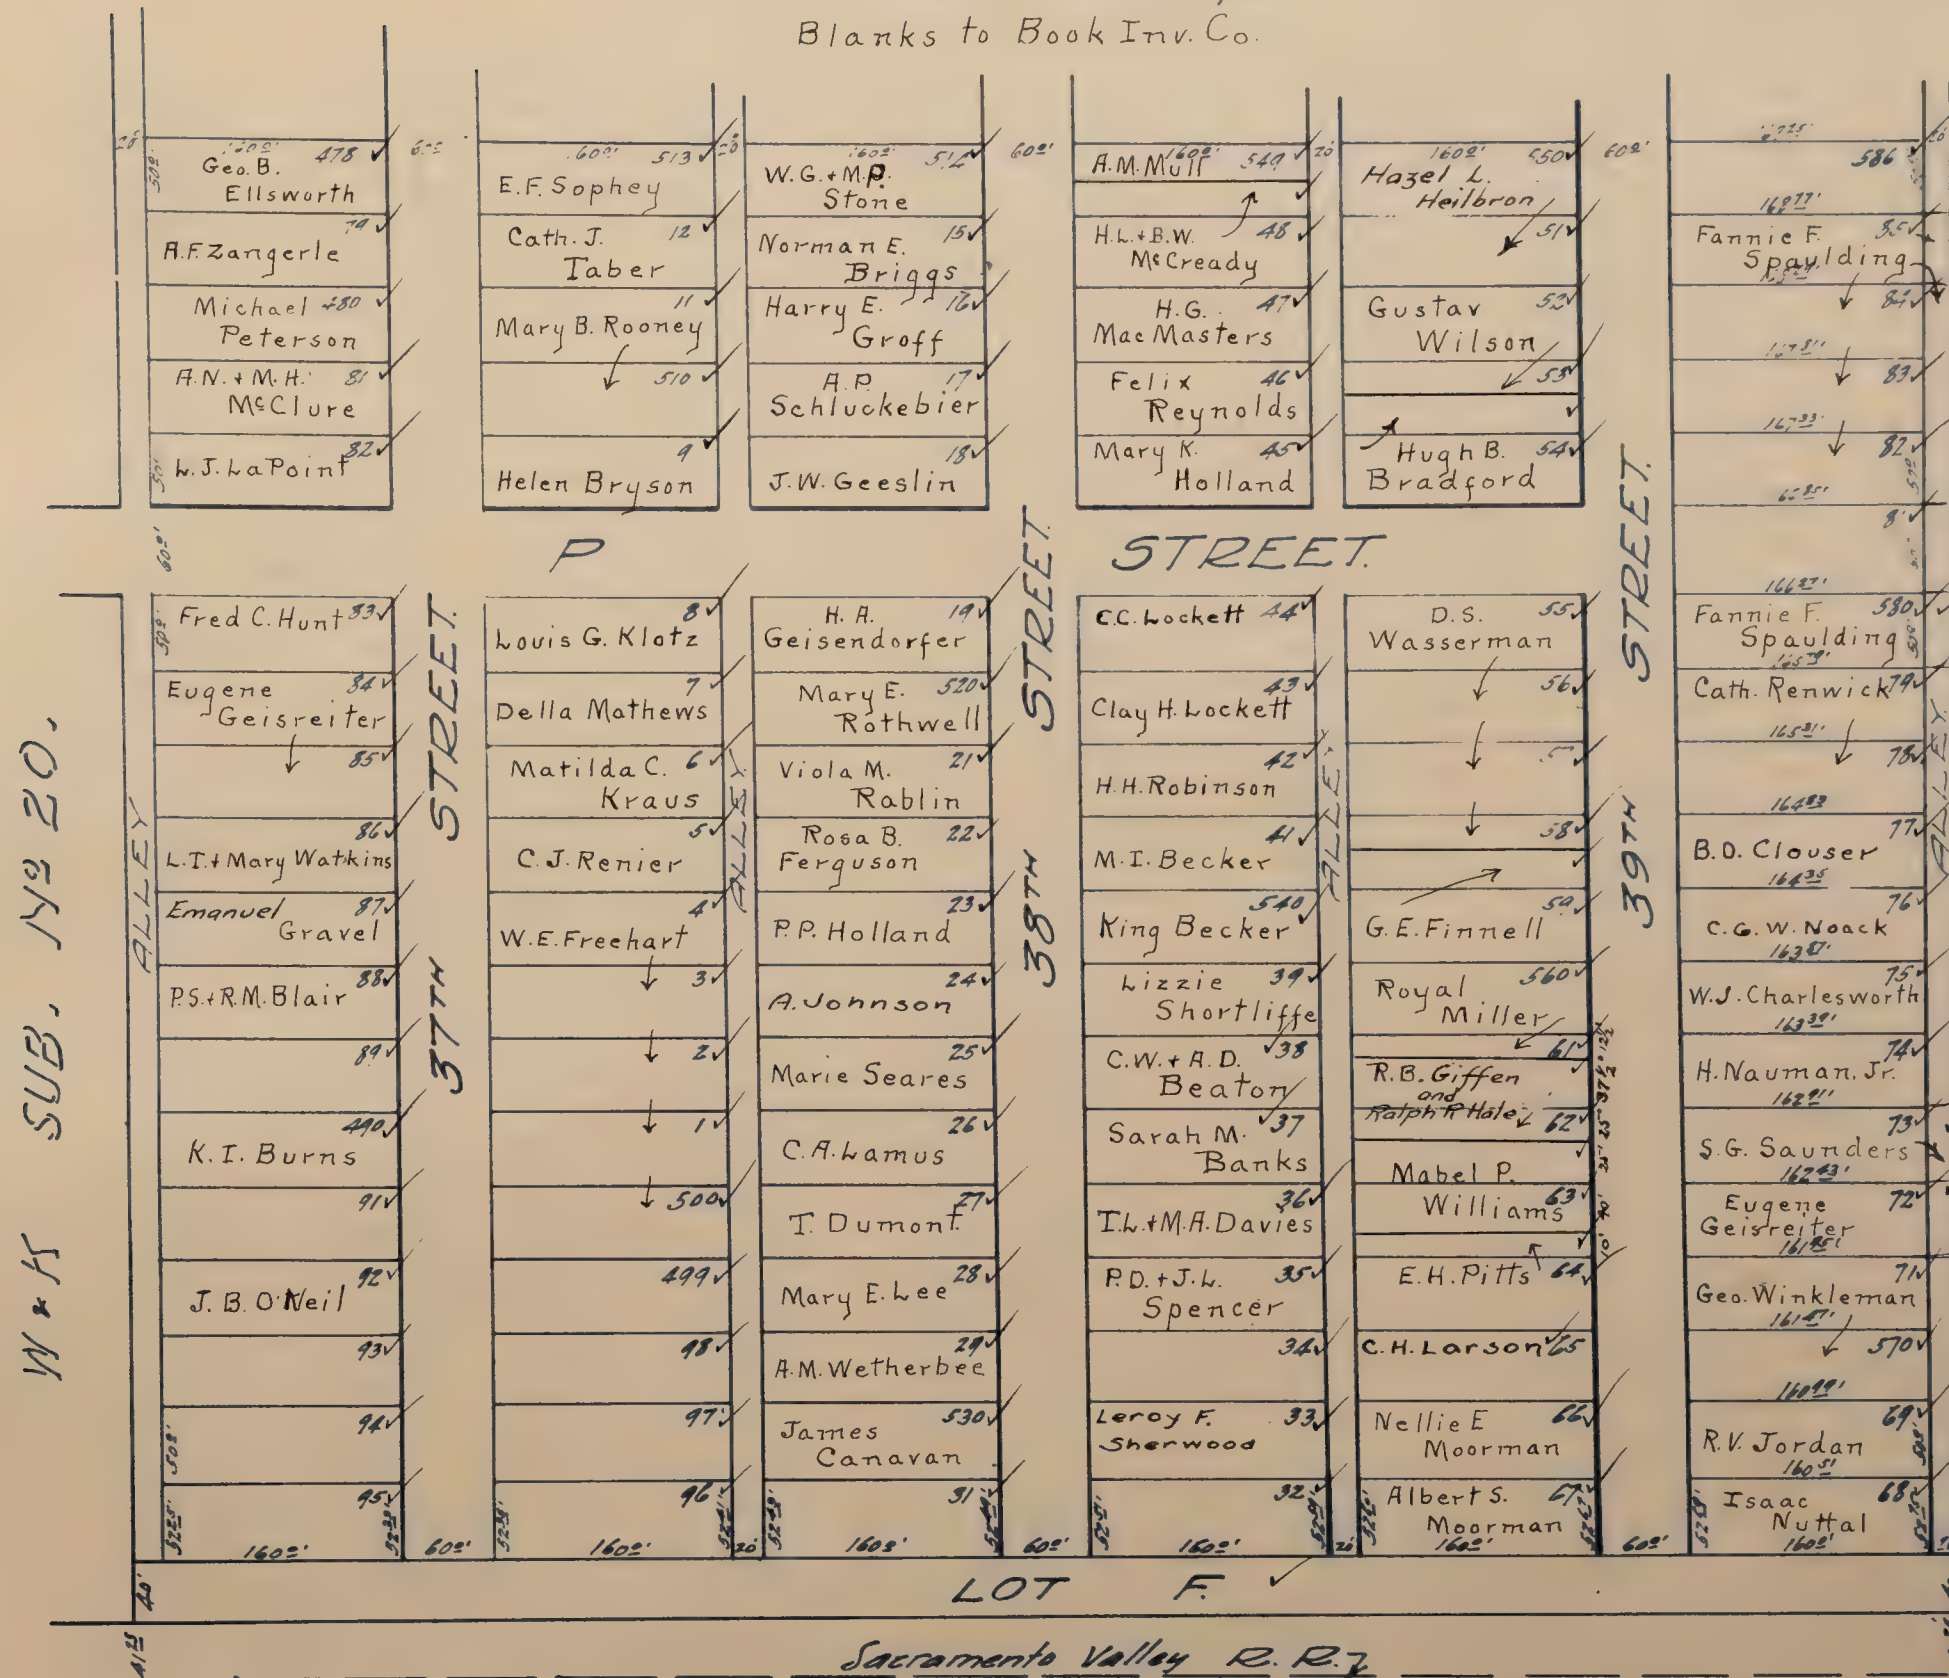 Blanks to Book Inv. Co.
Geo. B.
Ellsworth
478
A.F. Zangerle
79
Michael
Peterson
480
A.N. + M.H.
McClure
81
L.J. LaPoint
82
E.F. Sophey
513
Cath. J.
Taber
12
Mary B. Rooney
11
510
Helen Bryson
9
W.G. + M.P.
Stone
514
Norman E.
Briggs
15
Harry E.
Groff
16
A.P.
Schluckebier
17
J.W. Geeslin
18
A.M. Mull
549
H.L. + B.W.
McCready
48
H.G.
MacMasters
47
Felix
Reynolds
46
Mary K.
Holland
45
Hazel L.
Heilbron
550
51
Gustav
Wilson
52
53
Hugh B.
Bradford
54
586
Fannie F.
Spaulding
85
84
83
82
P STREET.
Fred C. Hunt
83
Eugene
Geisreiter
84
85
L.T. + Mary Watkins
86
Emanuel
Gravel
87
P.S. + R.M. Blair
88
89
K.I. Burns
490
91
J.B. O'Neil
92
93
94
95
Louis G. Klotz
8
Della Mathews
7
Matilda C.
Kraus
6
C.J. Renier
5
W.E. Freehart
4
3
2
1
500
499
98
97
96
H.A.
Geisendorfer
19
Mary E.
Rothwell
520
Viola M.
Rablin
21
Rosa B.
Ferguson
22
P.P. Holland
23
A. Johnson
24
Marie Seares
25
C.A. Lamus
26
T. Dumont
27
Mary E. Lee
28
A.M. Wetherbee
29
James
Canavan
530
31
C.C. Lockett
44
Clay H. Lockett
43
H.H. Robinson
42
M.I. Becker
41
King Becker
540
Lizzie
Shortliffe
39
C.W. + A.D.
Beaton
38
Sarah M.
Banks
37
I.L. + M.A. Davies
36
P.D. + J.L.
Spencer
35
34
Leroy F.
Sherwood
33
32
D.S.
Wasserman
55
56
58
G.E. Finnell
59
Royal
Miller
560
61
R.B. Giffen
and
Ralph R Hale
62
Mabel P.
Williams
63
E.H. Pitts
64
C.H. Larson
65
Nellie E
Moorman
66
Albert S.
Moorman
67
Fannie F.
Spaulding
580
Cath. Renwick
79
78
B.D. Clouser
77
C.G.W. Noack
76
W.J. Charlesworth
75
H. Nauman, Jr.
74
S.G. Saunders
73
Eugene
Geisreiter
72
Geo. Winkleman
71
570
R.V. Jordan
69
Isaac
Nuttal
68
W & K SUB. No 20.
ALLEY
37TH STREET.
ALLEY
38TH STREET.
ALLEY
39TH STREET.
ALLEY
LOT F.
Sacramento Valley R.R.